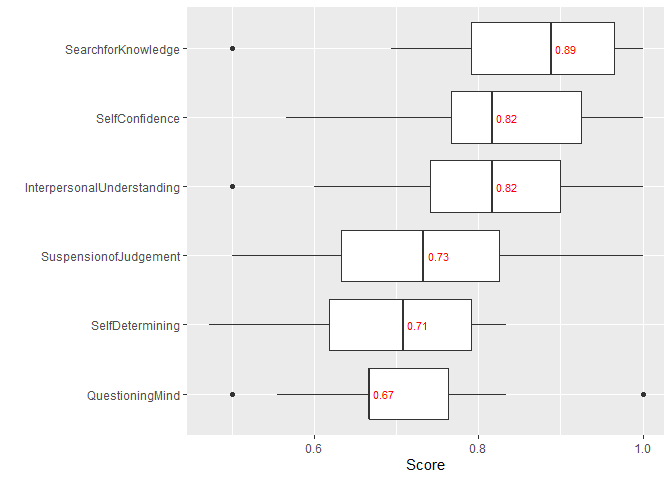 SearchforKnowledge
0.89
SelfConfidence
0.82
InterpersonalUnderstanding
0.82
SuspensionofJudgement
0.73
SelfDetermining
0.71
QuestioningMind
0.67
0.6
0.8
1.0
Score